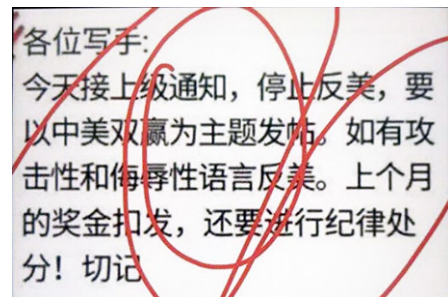 各位写手:
今天接上级通知，停止反美，要
以中美双赢为主题发帖。如有攻
击性和侮辱性语言反美。上个月
的奖金扣发，还要进行纪律处
分！切记